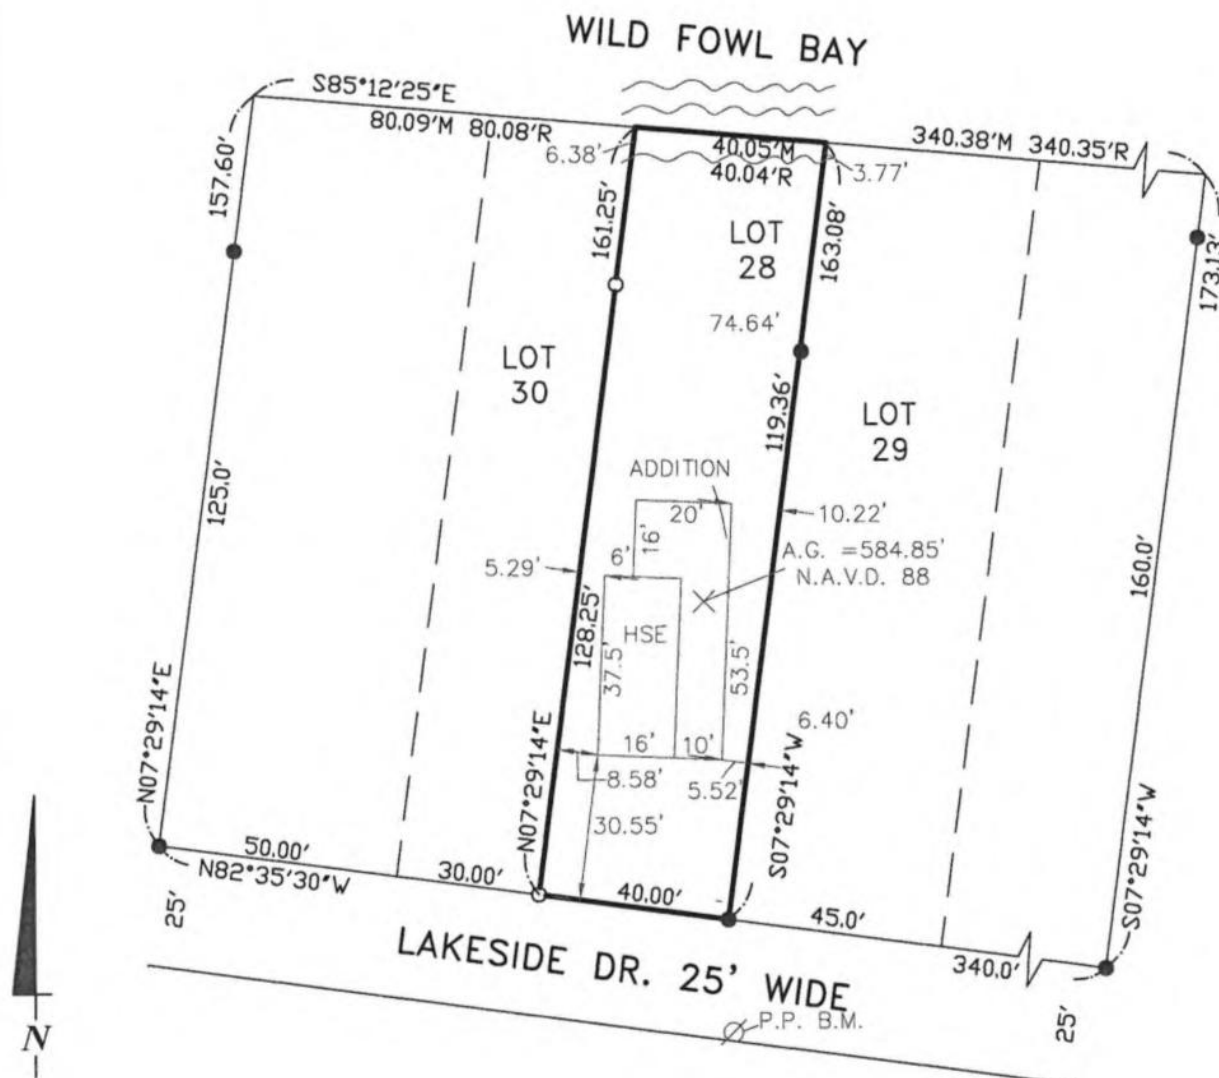 WILD FOWL BAY
S85°12'25"E
80.09'M 80.08'R
6.38'
40.05'M
40.04'R
3.77'
340.38'M 340.35'R
157.60'
161.25'
163.08'
173.13'
LOT
28
74.64'
LOT
30
LOT
29
125.0'
119.36'
160.0'
ADDITION
20'
16'
6'
10.22'
A.G. =584.85'
N.A.V.D. 88
5.29'
128.25'
HSE
37.5'
53.5'
6.40'
16'
10'
8.58'
5.52'
30.55'
N07°29'14"E
N07°29'14"E
S07°29'14"W
S07°29'14"W
50.00'
N82°35'30"W
30.00'
40.00'
45.0'
340.0'
25'
25'
LAKESIDE DR. 25' WIDE
P.P. B.M.
N